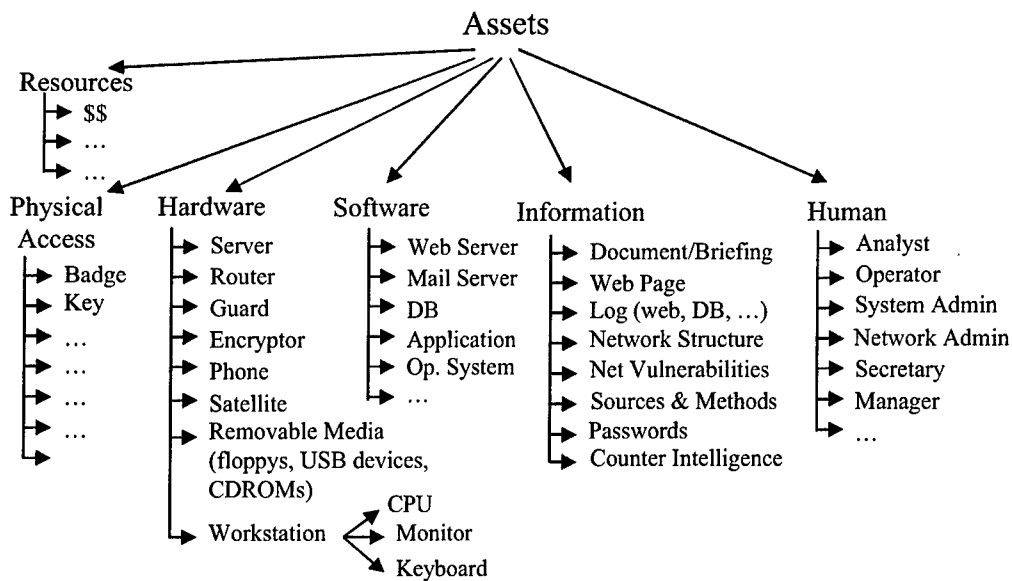 Assets
Resources
$$
…
…
Physical
Access
Badge
Key
…
…
…
…
Hardware
Server
Router
Guard
Encryptor
Phone
Satellite
Removable Media
(floppys, USB devices,
CDROMs)
Workstation
CPU
Monitor
Keyboard
Software
Web Server
Mail Server
DB
Application
Op. System
…
Information
Document/Briefing
Web Page
Log (web, DB, …)
Network Structure
Net Vulnerabilities
Sources & Methods
Passwords
Counter Intelligence
Human
Analyst
Operator
System Admin
Network Admin
Secretary
Manager
…